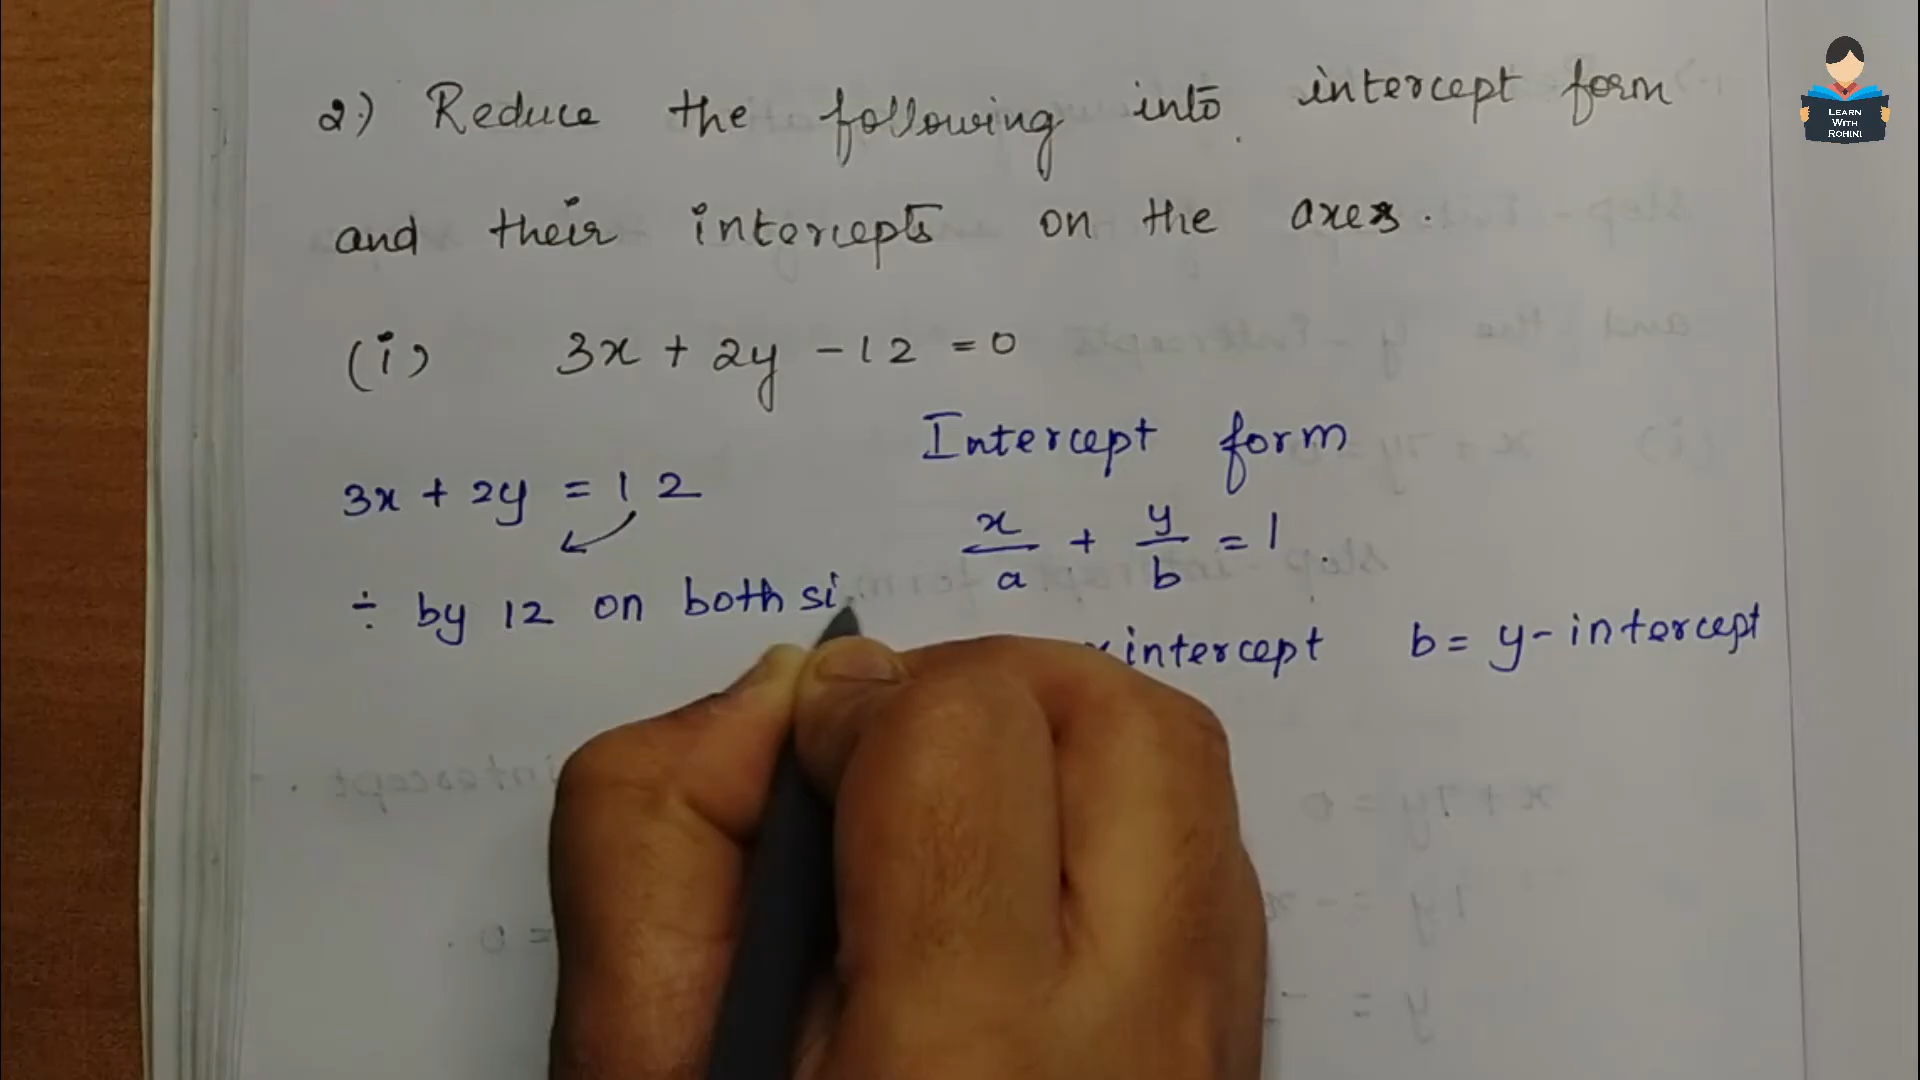 2.) Reduce the following into intercept form
and their intercepts on the axes.
(i) 3x + 2y - 12 = 0
Intercept form
3x + 2y = 12
x/a + y/b = 1
÷ by 12 on both si
intercept b = y-intercept
LEARN
WITH
ROHINI